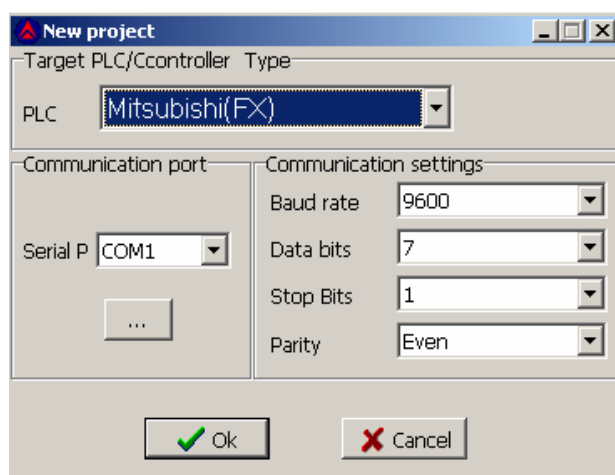 New project
Target PLC/Ccontroller Type
PLC Mitsubishi(FX)
Communication port
Serial P COM1
...
Communication settings
Baud rate 9600
Data bits 7
Stop Bits 1
Parity Even
Ok Cancel